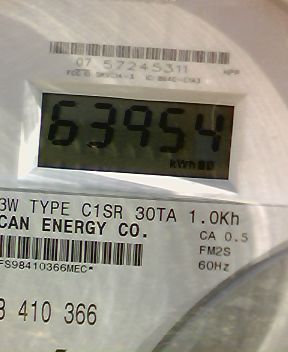 07 57245311
63954
kWh
3W TYPE C1SR 30TA 1.0Kh
CAN ENERGY CO.
CA 0.5
FM2S
60Hz
FS98410366MEC*
8 410 366